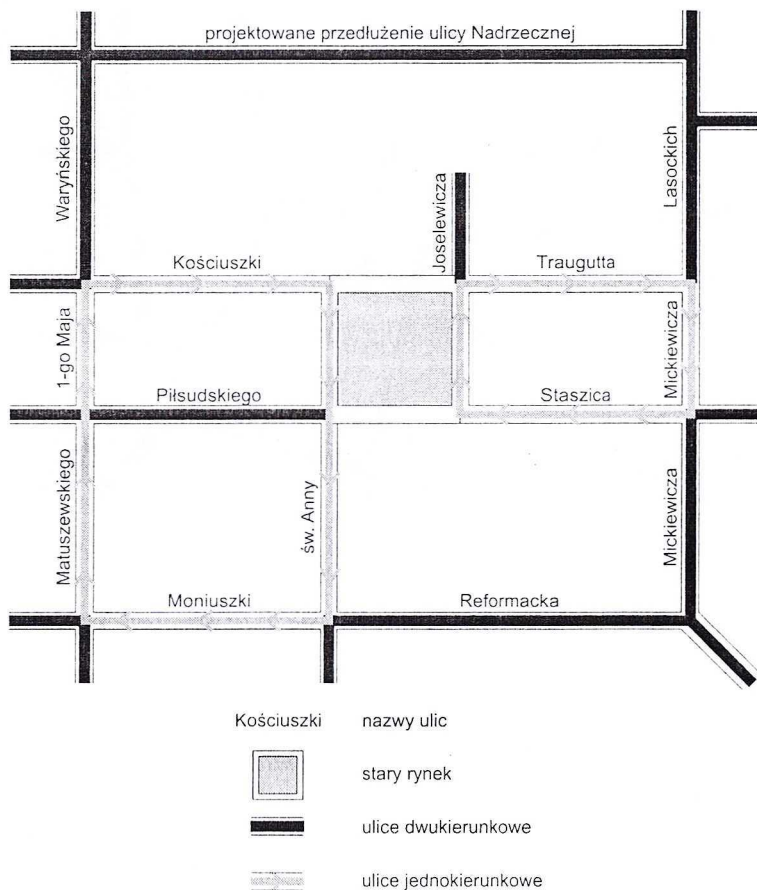 projektowane przedłużenie ulicy Nadrzecznej
Waryńskiego
Lasockich
Joselewicza
Kościuszki
Traugutta
1-go Maja
Mickiewicza
Piłsudskiego
Staszica
Matuszewskiego
św. Anny
Mickiewicza
Moniuszki
Reformacka
Kościuszki nazwy ulic
stary rynek
ulice dwukierunkowe
ulice jednokierunkowe